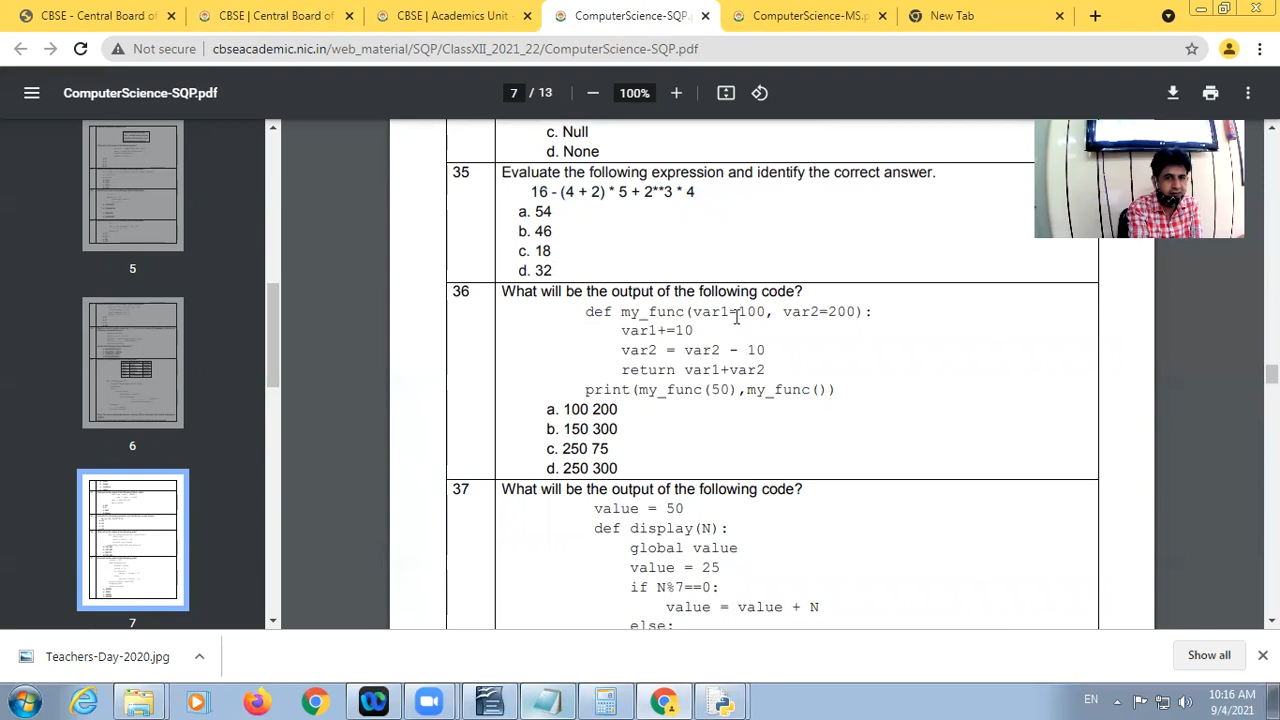 CBSE - Central Board of
CBSE | Central Board of
CBSE | Academics Unit -
ComputerScience-SQP.
ComputerScience-MS.p
New Tab
Not secure
cbseacademic.nic.in/web_material/SQP/ClassXII_2021_22/ComputerScience-SQP.pdf
ComputerScience-SQP.pdf
7 / 13
100%
5
6
7
c. Null
d. None
35 Evaluate the following expression and identify the correct answer.
16 - (4 + 2) * 5 + 2**3 * 4
a. 54
b. 46
c. 18
d. 32
36 What will be the output of the following code?
def my_func(var1=100, var2=200):
var1+=10
var2 = var2 - 10
return var1+var2
print(my_func(50),my_func())
a. 100 200
b. 150 300
c. 250 75
d. 250 300
37 What will be the output of the following code?
value = 50
def display(N):
global value
value = 25
if N%7==0:
value = value + N
else:
Teachers-Day-2020.jpg
Show all
EN
10:16 AM
9/4/2021